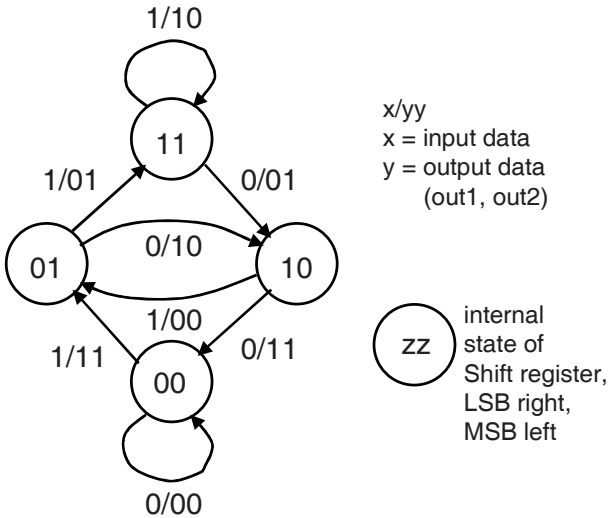 1/10
11
1/01
0/01
01
0/10
10
1/00
1/11
0/11
00
0/00
x/yy
x = input data
y = output data
(out1, out2)
zz
internal
state of
Shift register,
LSB right,
MSB left